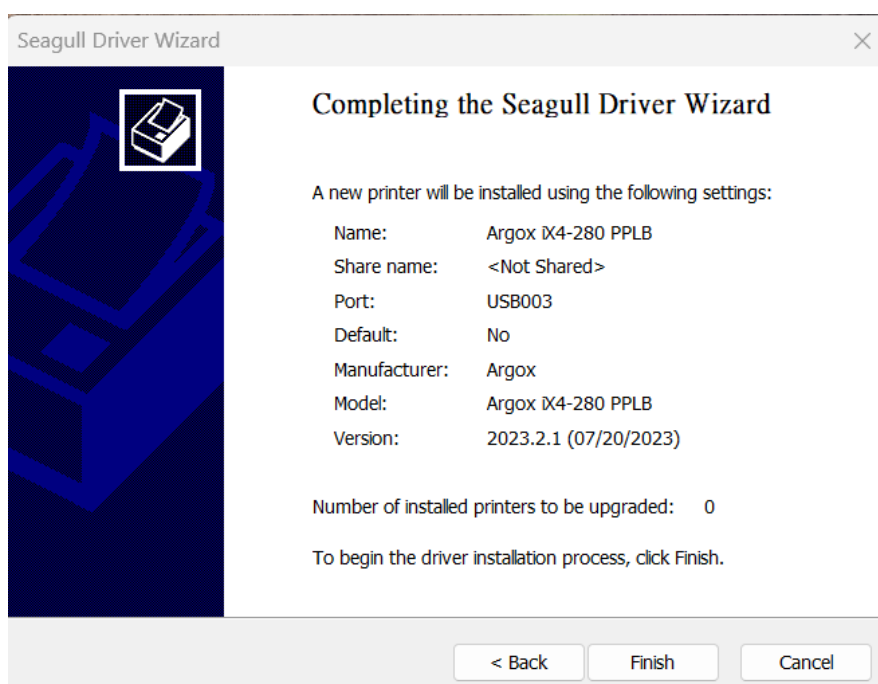 Seagull Driver Wizard
Completing the Seagull Driver Wizard
A new printer will be installed using the following settings:
Name: Argox iX4-280 PPLB
Share name: <Not Shared>
Port: USB003
Default: No
Manufacturer: Argox
Model: Argox iX4-280 PPLB
Version: 2023.2.1 (07/20/2023)
Number of installed printers to be upgraded: 0
To begin the driver installation process, click Finish.
< Back Finish Cancel